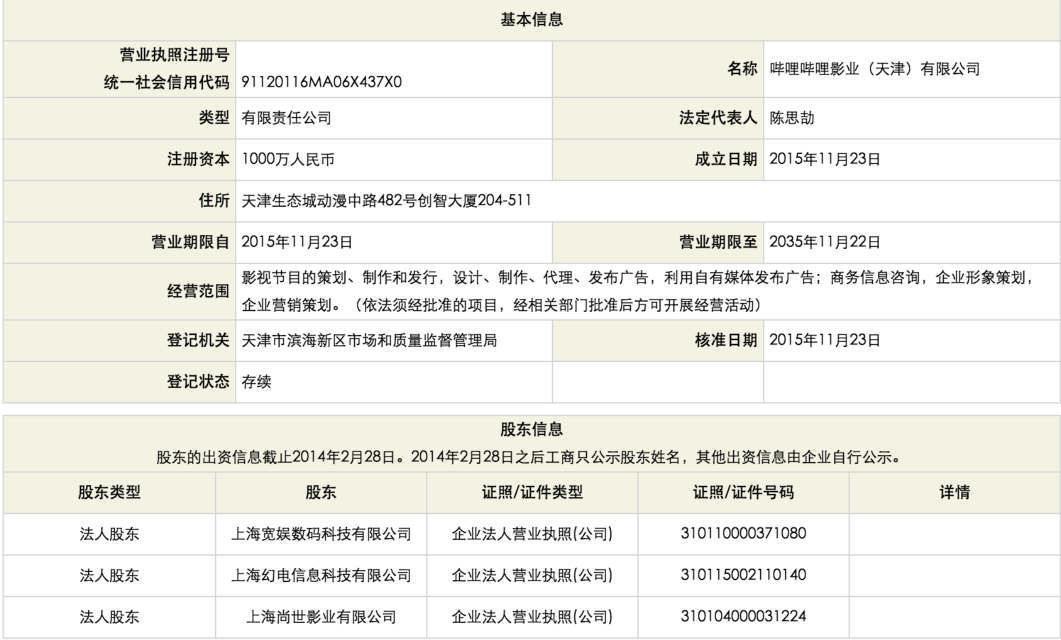 基本信息
营业执照注册号
统一社会信用代码 91120116MA06X437X0 名称 哔哩哔哩影业（天津）有限公司
类型 有限责任公司 法定代表人 陈思劼
注册资本 1000万人民币 成立日期 2015年11月23日
住所 天津生态城动漫中路482号创智大厦204-511
营业期限自 2015年11月23日 营业期限至 2035年11月22日
经营范围 影视节目的策划、制作和发行，设计、制作、代理、发布广告，利用自有媒体发布广告；商务信息咨询，企业形象策划，
企业营销策划。（依法须经批准的项目，经相关部门批准后方可开展经营活动）
登记机关 天津市滨海新区市场和质量监督管理局 核准日期 2015年11月23日
登记状态 存续
股东信息
股东的出资信息截止2014年2月28日。2014年2月28日之后工商只公示股东姓名，其他出资信息由企业自行公示。
股东类型 股东 证照/证件类型 证照/证件号码 详情
法人股东 上海宽娱数码科技有限公司 企业法人营业执照(公司) 310110000371080
法人股东 上海幻电信息科技有限公司 企业法人营业执照(公司) 310115002110140
法人股东 上海尚世影业有限公司 企业法人营业执照(公司) 310104000031224